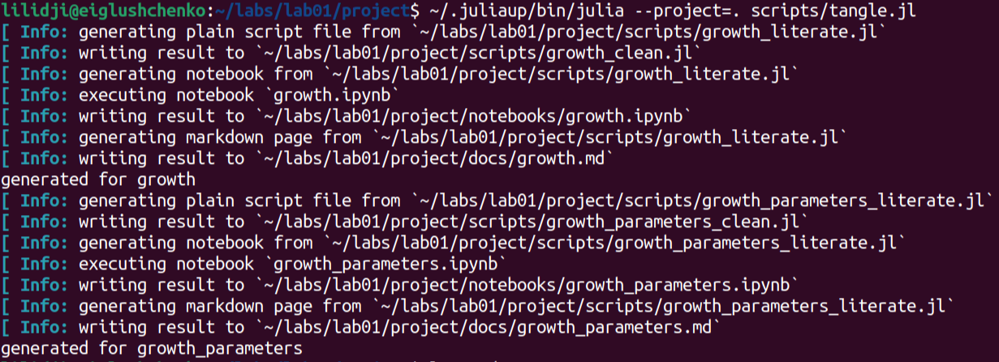 lilidji@eiglushchenko:~/labs/lab01/project$ ~/.juliaup/bin/julia --project=. scripts/tangle.jl
[ Info: generating plain script file from `~/labs/lab01/project/scripts/growth_literate.jl`
[ Info: writing result to `~/labs/lab01/project/scripts/growth_clean.jl`
[ Info: generating notebook from `~/labs/lab01/project/scripts/growth_literate.jl`
[ Info: executing notebook `growth.ipynb`
[ Info: writing result to `~/labs/lab01/project/notebooks/growth.ipynb`
[ Info: generating markdown page from `~/labs/lab01/project/scripts/growth_literate.jl`
[ Info: writing result to `~/labs/lab01/project/docs/growth.md`
generated for growth
[ Info: generating plain script file from `~/labs/lab01/project/scripts/growth_parameters_literate.jl`
[ Info: writing result to `~/labs/lab01/project/scripts/growth_parameters_clean.jl`
[ Info: generating notebook from `~/labs/lab01/project/scripts/growth_parameters_literate.jl`
[ Info: executing notebook `growth_parameters.ipynb`
[ Info: writing result to `~/labs/lab01/project/notebooks/growth_parameters.ipynb`
[ Info: generating markdown page from `~/labs/lab01/project/scripts/growth_parameters_literate.jl`
[ Info: writing result to `~/labs/lab01/project/docs/growth_parameters.md`
generated for growth_parameters